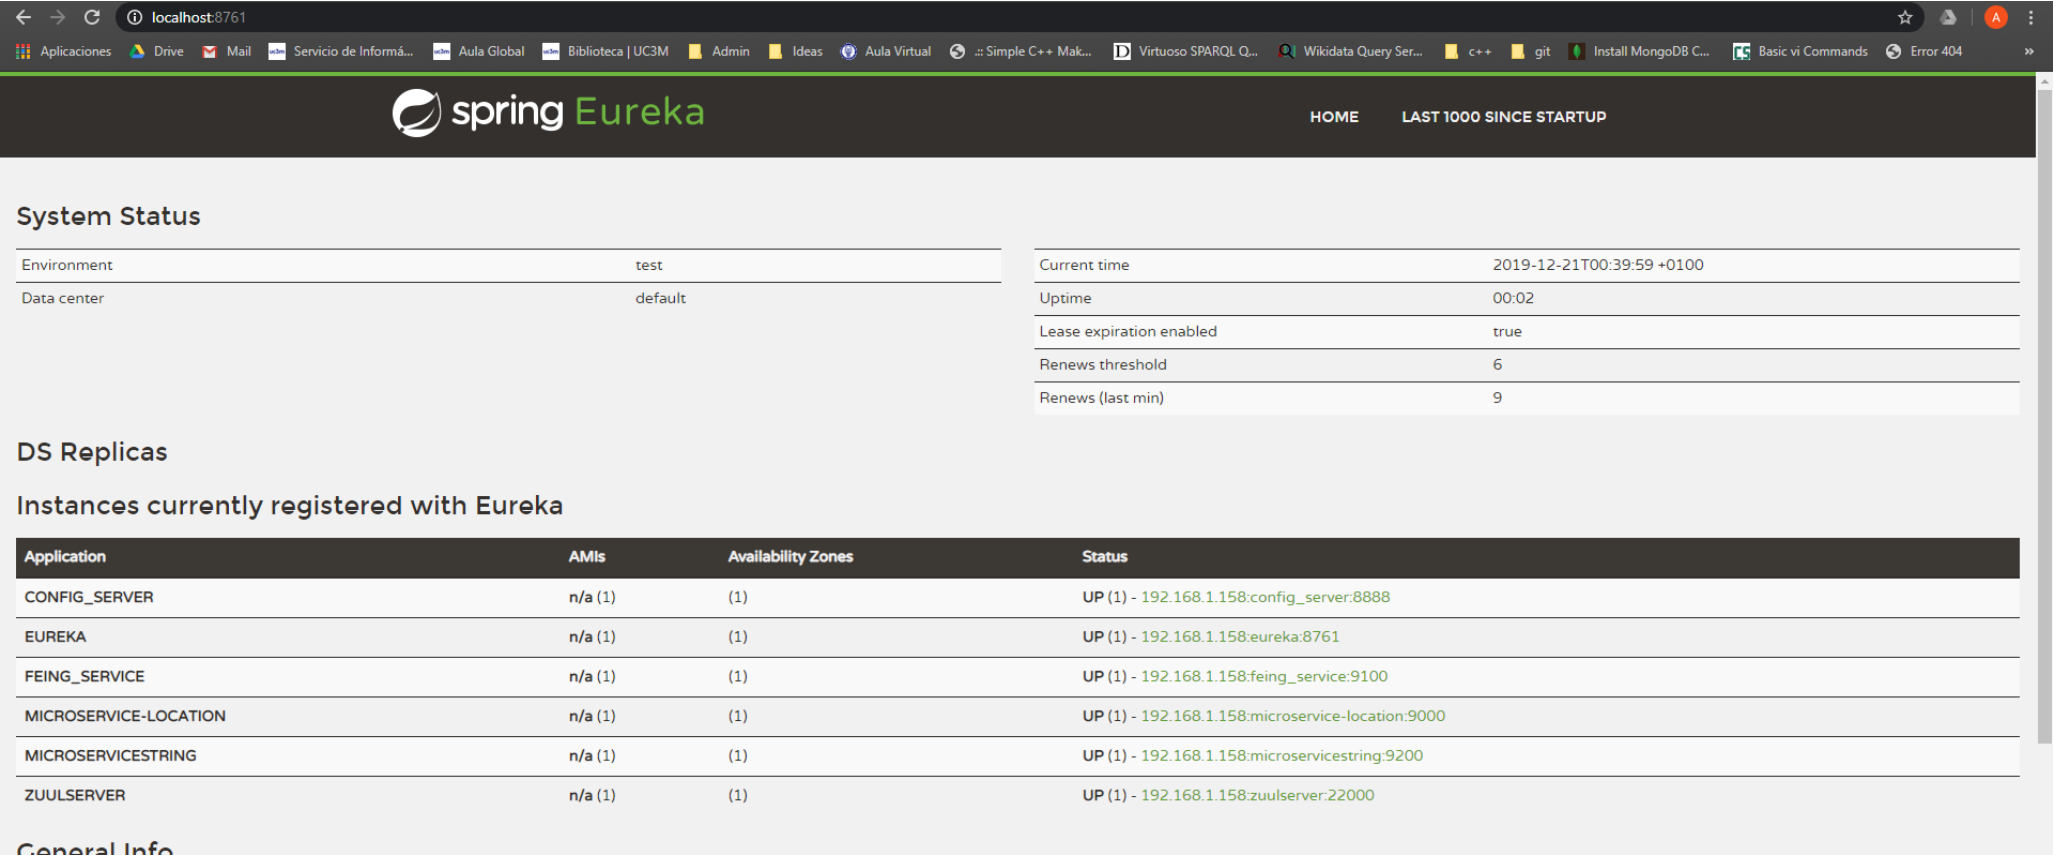 localhost:8761
Aplicaciones Drive Mail Servicio de Informá... Aula Global Biblioteca | UC3M Admin Ideas Aula Virtual .:: Simple C++ Mak... Virtuoso SPARQL Q... Wikidata Query Ser... c++ git Install MongoDB C... Basic vi Commands Error 404 »
spring Eureka HOME LAST 1000 SINCE STARTUP
System Status
Environment test
Data center default
Current time 2019-12-21T00:39:59 +0100
Uptime 00:02
Lease expiration enabled true
Renews threshold 6
Renews (last min) 9
DS Replicas
Instances currently registered with Eureka
Application AMIs Availability Zones Status
CONFIG_SERVER n/a (1) (1) UP (1) - 192.168.1.158:config_server:8888
EUREKA n/a (1) (1) UP (1) - 192.168.1.158:eureka:8761
FEING_SERVICE n/a (1) (1) UP (1) - 192.168.1.158:feing_service:9100
MICROSERVICE-LOCATION n/a (1) (1) UP (1) - 192.168.1.158:microservice-location:9000
MICROSERVICESTRING n/a (1) (1) UP (1) - 192.168.1.158:microservicestring:9200
ZUULSERVER n/a (1) (1) UP (1) - 192.168.1.158:zuulserver:22000
General Info